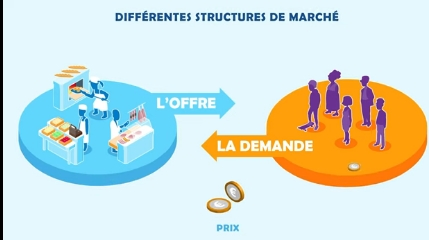 DIFFÉRENTES STRUCTURES DE MARCHÉ
L'OFFRE
LA DEMANDE
PRIX